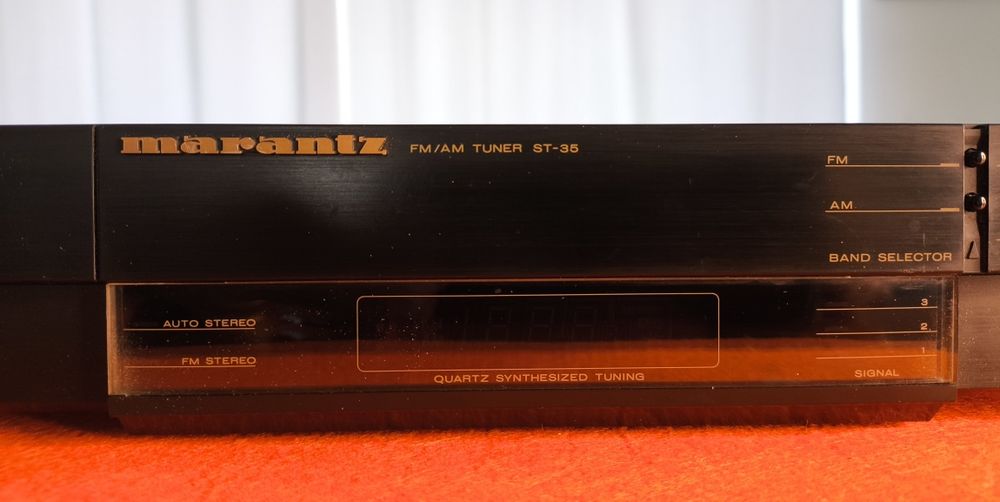 marantz FM/AM TUNER ST-35
FM
AM
BAND SELECTOR
AUTO STEREO
FM STEREO
QUARTZ SYNTHESIZED TUNING
3
2
1
SIGNAL